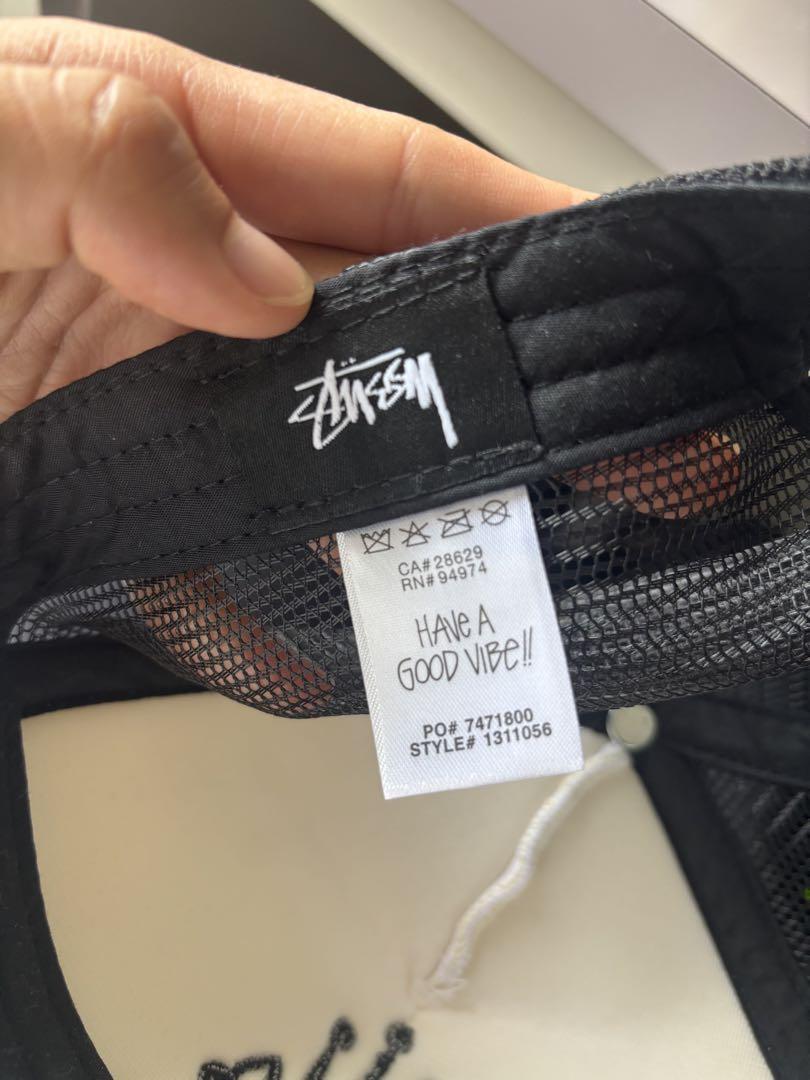 STÜSSY
CA# 28629
RN# 94974
HAVE A
GOOD VIBE!!
PO# 7471800
STYLE# 1311056